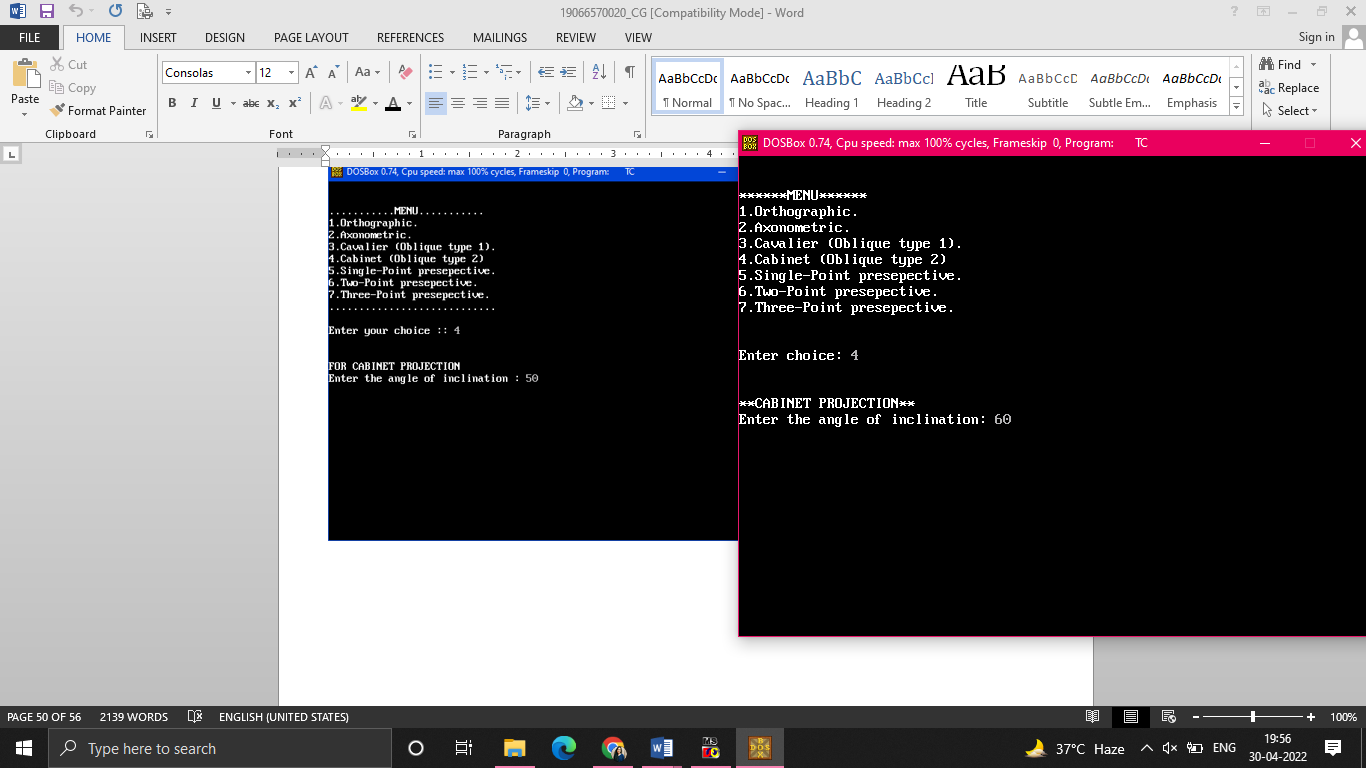 19066570020_CG [Compatibility Mode] - Word
FILE HOME INSERT DESIGN PAGE LAYOUT REFERENCES MAILINGS REVIEW VIEW Sign in
Paste
Cut
Copy
Format Painter
Clipboard
Consolas 12
Font
Paragraph
AaBbCcDc AaBbCcDc AaBbC AaBbCcI AaB AaBbCcD AaBbCcDc AaBbCcDc
¶ Normal ¶ No Spac... Heading 1 Heading 2 Title Subtitle Subtle Em... Emphasis
Find
Replace
Select
1 2 3 4
DOSBox 0.74, Cpu speed: max 100% cycles, Frameskip 0, Program: TC
...........MENU...........
1.Orthographic.
2.Axonometric.
3.Cavalier (Oblique type 1).
4.Cabinet (Oblique type 2)
5.Single-Point presepective.
6.Two-Point presepective.
7.Three-Point presepective.
............................
Enter your choice :: 4
FOR CABINET PROJECTION
Enter the angle of inclination : 50
DOSBox 0.74, Cpu speed: max 100% cycles, Frameskip 0, Program: TC
******MENU******
1.Orthographic.
2.Axonometric.
3.Cavalier (Oblique type 1).
4.Cabinet (Oblique type 2)
5.Single-Point presepective.
6.Two-Point presepective.
7.Three-Point presepective.
Enter choice: 4
**CABINET PROJECTION**
Enter the angle of inclination: 60
PAGE 50 OF 56 2139 WORDS ENGLISH (UNITED STATES) 100%
Type here to search
37°C Haze ENG
19:56
30-04-2022